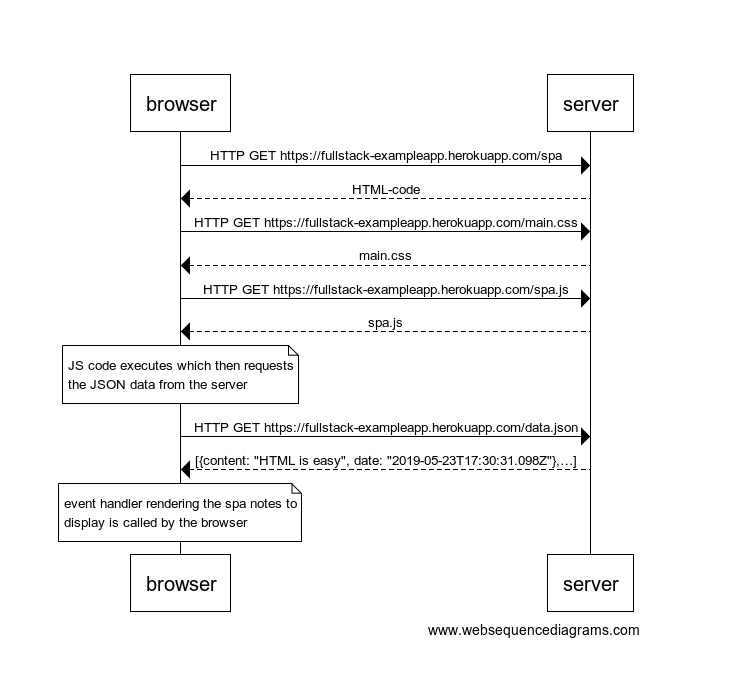 browser
server
HTTP GET https://fullstack-exampleapp.herokuapp.com/spa
HTML-code
HTTP GET https://fullstack-exampleapp.herokuapp.com/main.css
main.css
HTTP GET https://fullstack-exampleapp.herokuapp.com/spa.js
spa.js
JS code executes which then requests
the JSON data from the server
HTTP GET https://fullstack-exampleapp.herokuapp.com/data.json
[{content: "HTML is easy", date: "2019-05-23T17:30:31.098Z"},...]
event handler rendering the spa notes to
display is called by the browser
browser
server
www.websequencediagrams.com